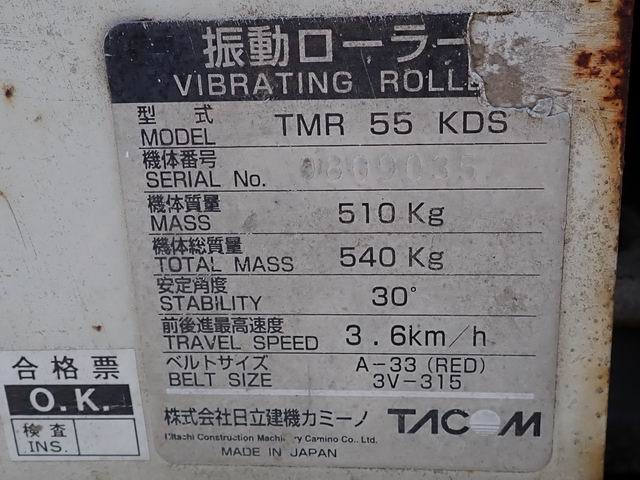 振動ローラー
VIBRATING ROLLE
型 式
MODEL TMR 55 KDS
機体番号
SERIAL No.
機体質量
MASS 510 Kg
機体総質量
TOTAL MASS 540 Kg
安定角度
STABILITY 30°
前後進最高速度
TRAVEL SPEED 3.6km/h
ベルトサイズ A-33 (RED)
BELT SIZE 3V-315
株式会社日立建機カミーノ TACOM
Hitachi Construction Machinery Camino Co., Ltd.
MADE IN JAPAN
合格票
O.K.
検査
INS.